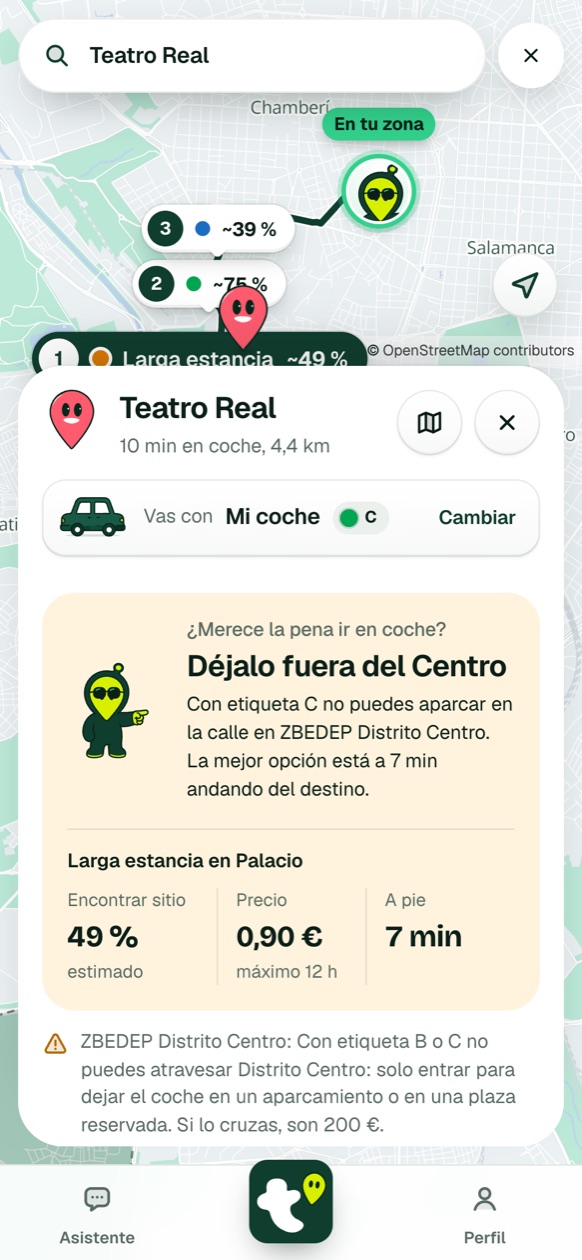 Teatro Real
Chamberí
En tu zona
3 ~39 %
Salamanca
2 ~75 %
1 Larga estancia ~49 %
© OpenStreetMap contributors
Teatro Real
10 min en coche, 4,4 km
Vas con Mi coche C Cambiar
¿Merece la pena ir en coche?
Déjalo fuera del Centro
Con etiqueta C no puedes aparcar en
la calle en ZBEDEP Distrito Centro.
La mejor opción está a 7 min
andando del destino.
Larga estancia en Palacio
Encontrar sitio Precio A pie
49 % 0,90 € 7 min
estimado máximo 12 h
ZBEDEP Distrito Centro: Con etiqueta B o C no
puedes atravesar Distrito Centro: solo entrar para
dejar el coche en un aparcamiento o en una plaza
reservada. Si lo cruzas, son 200 €.
Asistente Perfil